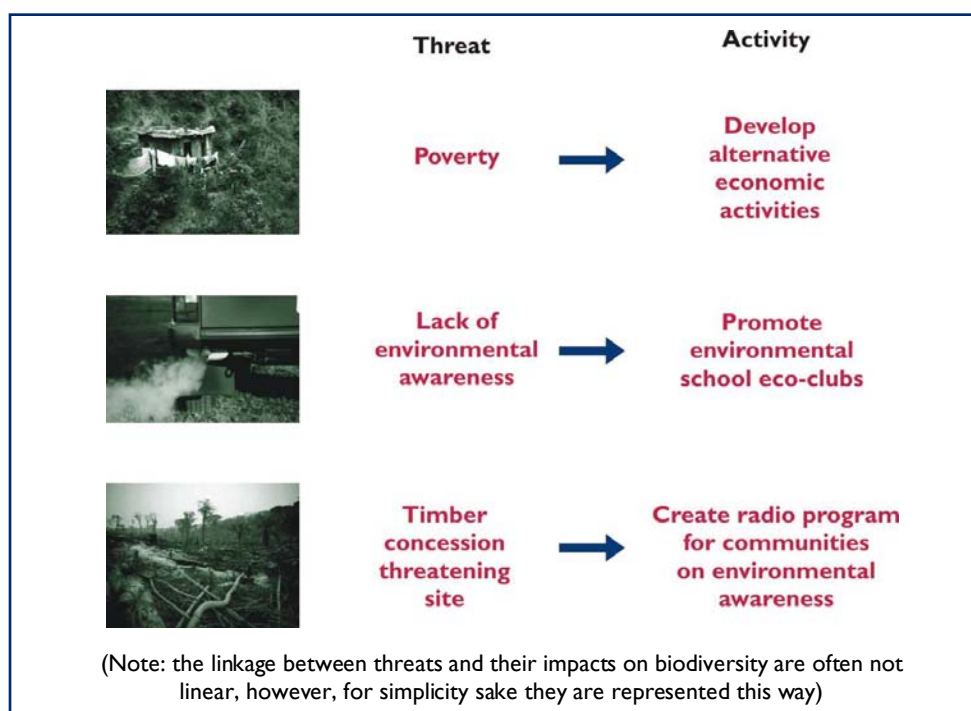 Threat
Activity
Poverty
Develop
alternative
economic
activities
Lack of
environmental
awareness
Promote
environmental
school eco-clubs
Timber
concession
threatening
site
Create radio program
for communities
on environmental
awareness
(Note: the linkage between threats and their impacts on biodiversity are often not
linear, however, for simplicity sake they are represented this way)